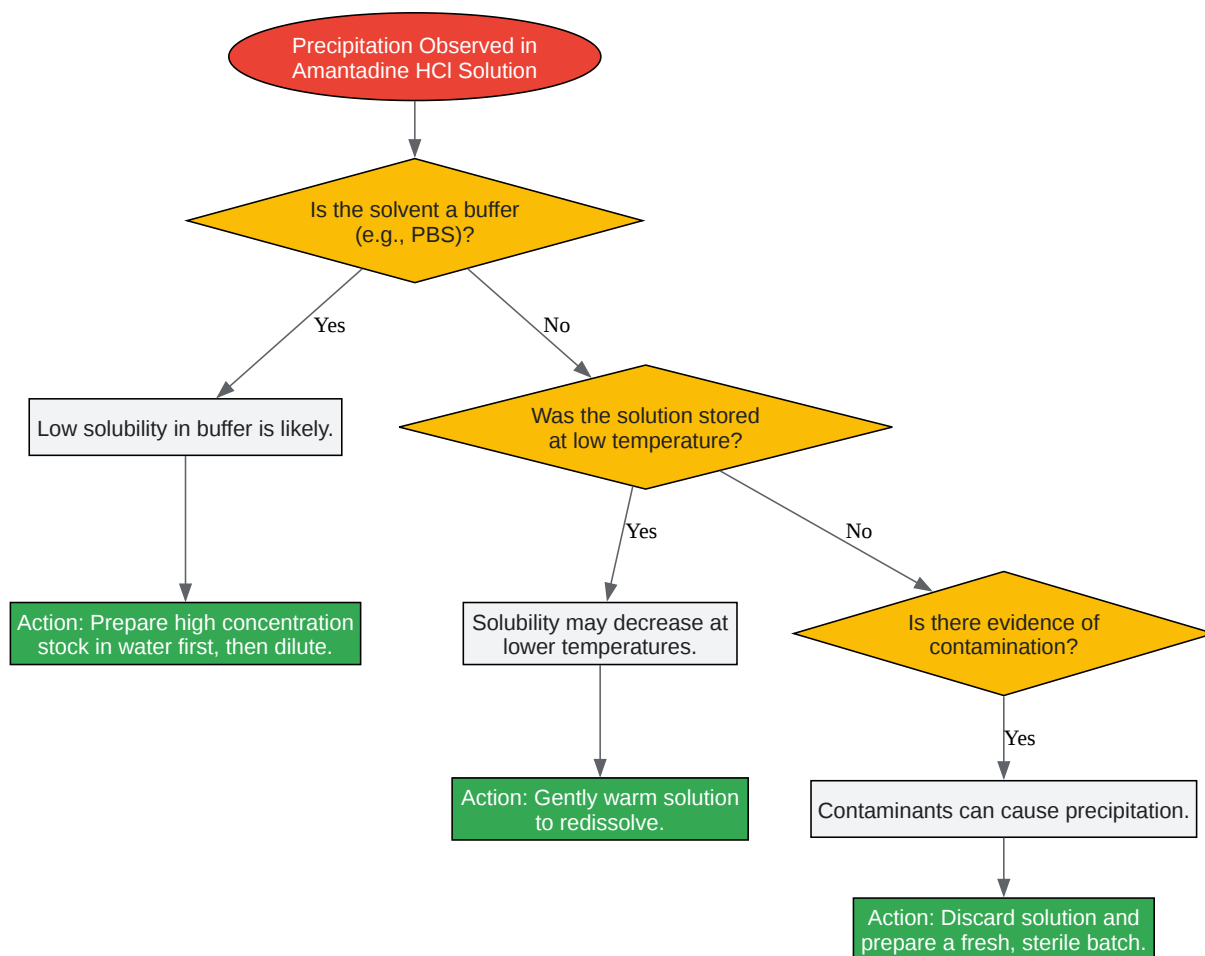 Precipitation Observed in
Amantadine HCl Solution
Is the solvent a buffer
(e.g., PBS)?
Yes
No
Low solubility in buffer is likely.
Was the solution stored
at low temperature?
Yes
No
Action: Prepare high concentration
stock in water first, then dilute.
Solubility may decrease at
lower temperatures.
Is there evidence of
contamination?
Yes
Action: Gently warm solution
to redissolve.
Contaminants can cause precipitation.
Action: Discard solution and
prepare a fresh, sterile batch.